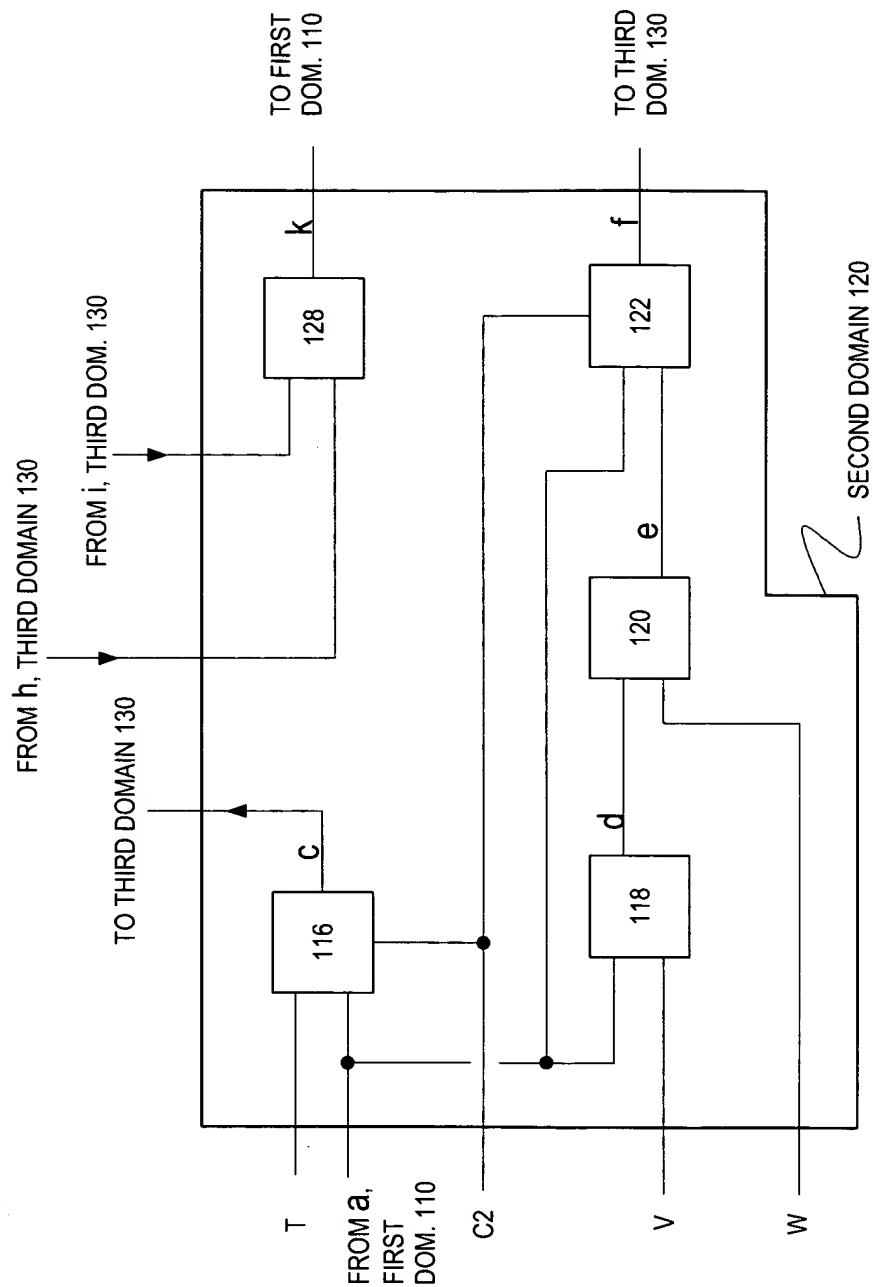 TO FIRST
DOM. 110
TO THIRD
DOM. 130
k
f
128
122
FROM i, THIRD DOM. 130
FROM h, THIRD DOMAIN 130
e
120
SECOND DOMAIN 120
TO THIRD DOMAIN 130
c
d
116
118
T
FROM a,
FIRST
DOM. 110
C2
V
W